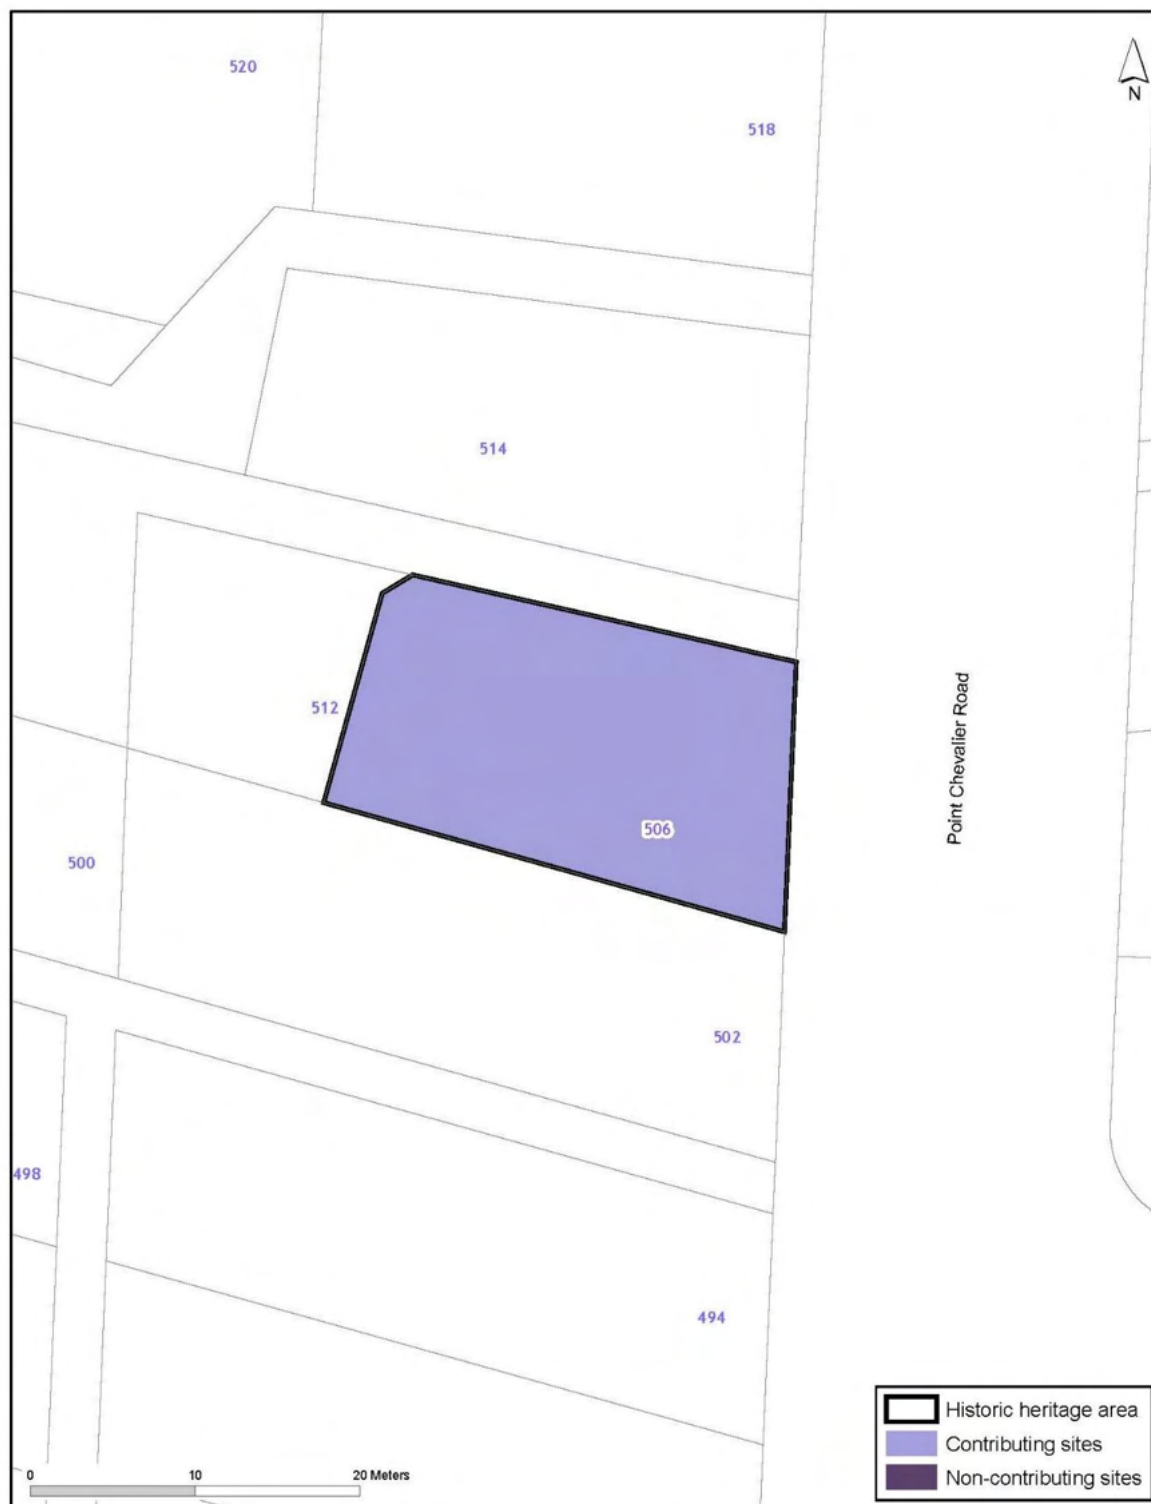 520
518
N
514
512
506
Point Chevalier Road
500
502
498
494
Historic heritage area
Contributing sites
Non-contributing sites
0 10 20 Meters